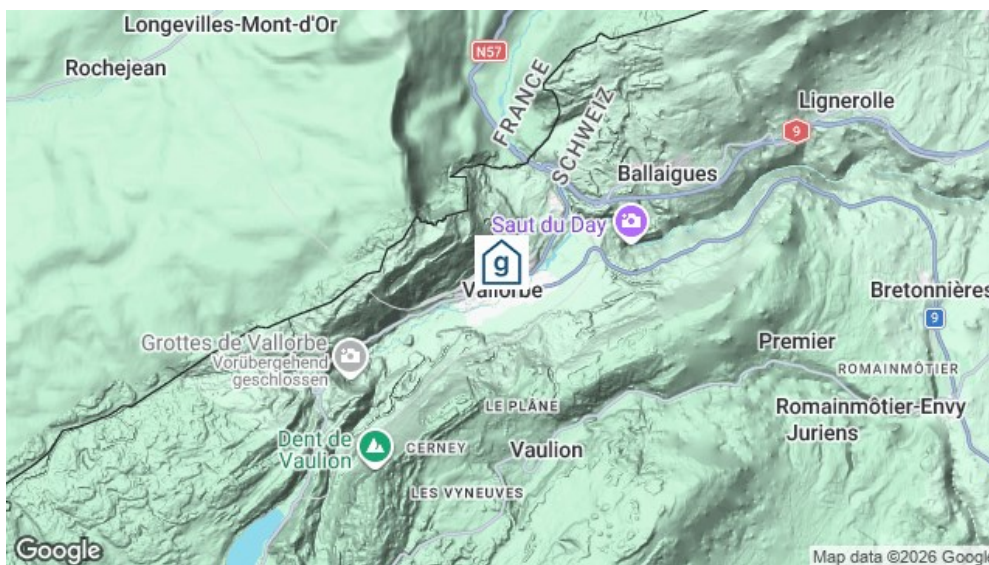 Longevilles-Mont-d'Or
Rochejean
N57
FRANCE
SCHWEIZ
Lignerolle
9
Ballaigues
Saut du Day
g
Vallorbe
Bretonnières
9
Grottes de Vallorbe
Vorübergehend
geschlossen
Premier
ROMAINMÔTIER
LE PLÂNE
Romainmôtier-Envy
Juriens
Dent de
Vaulion
CERNEY
Vaulion
LES VYNEUVES
Google
Map data ©2026 Google